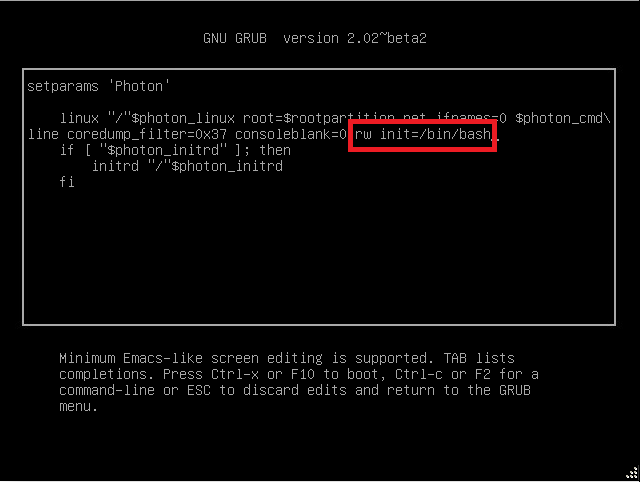 GNU GRUB  version 2.02~beta2
setparams 'Photon'
linux "/"$photon_linux root=$rootpartition net.ifnames=0 $photon_cmd\
line coredump_filter=0x37 consoleblank=0 rw init=/bin/bash_
if [ "$photon_initrd" ]; then
initrd "/"$photon_initrd
fi
Minimum Emacs-like screen editing is supported. TAB lists
completions. Press Ctrl-x or F10 to boot, Ctrl-c or F2 for a
command-line or ESC to discard edits and return to the GRUB
menu.